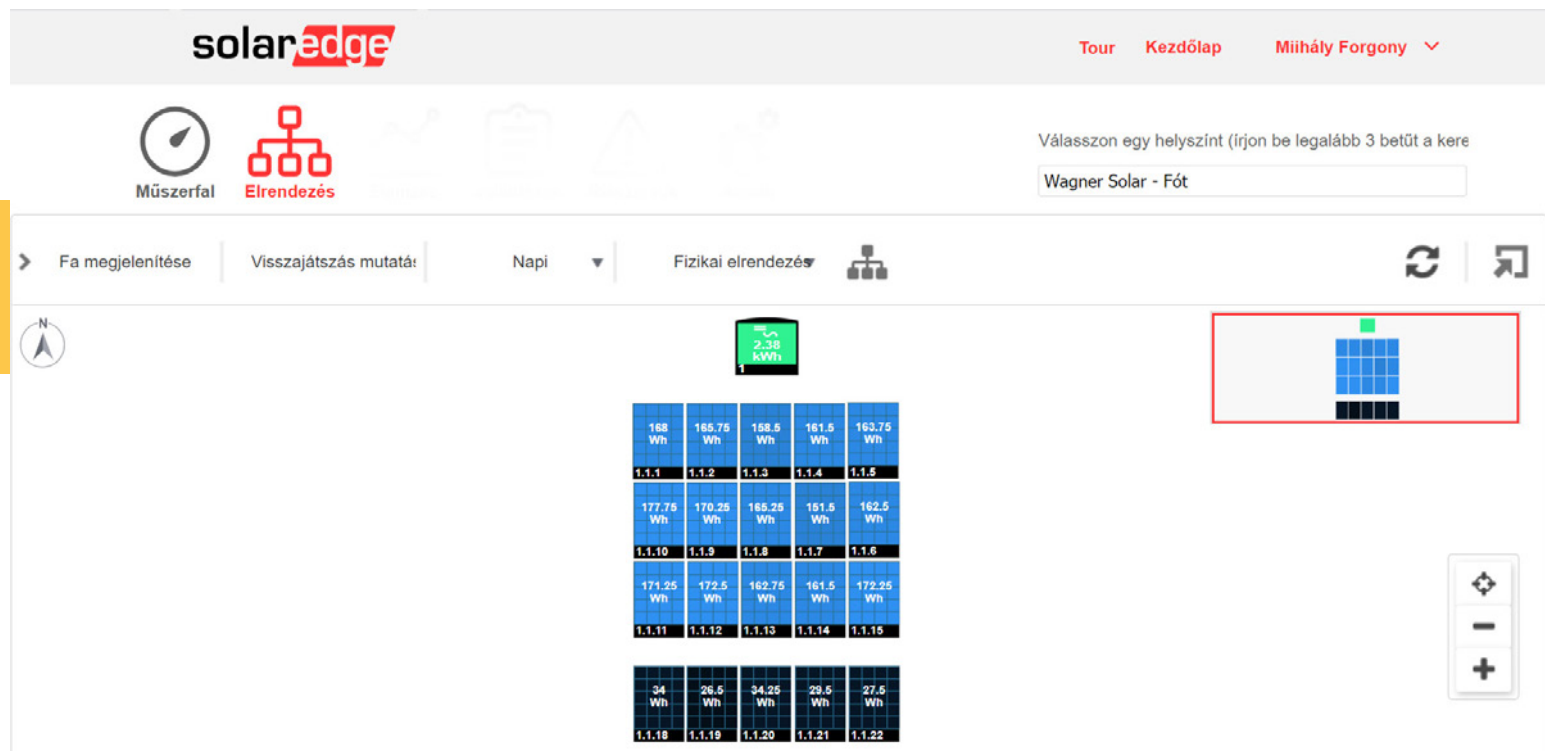 solaredge
Tour Kezdőlap Miihály Forgony
Műszerfal Elrendezés
Válasszon egy helyszínt (írjon be legalább 3 betűt a kere
Wagner Solar - Fót
Fa megjelenítése Visszajátszás mutatás Napi Fizikai elrendezés
N
2.38
kWh
1
168 165.75 158.5 161.5 163.75
Wh Wh Wh Wh Wh
1.1.1 1.1.2 1.1.3 1.1.4 1.1.5
177.75 170.25 165.25 151.5 162.5
Wh Wh Wh Wh Wh
1.1.10 1.1.9 1.1.8 1.1.7 1.1.6
171.25 172.5 162.75 161.5 172.25
Wh Wh Wh Wh Wh
1.1.11 1.1.12 1.1.13 1.1.14 1.1.15
34 26.5 34.25 29.5 27.5
Wh Wh Wh Wh Wh
1.1.18 1.1.19 1.1.20 1.1.21 1.1.22